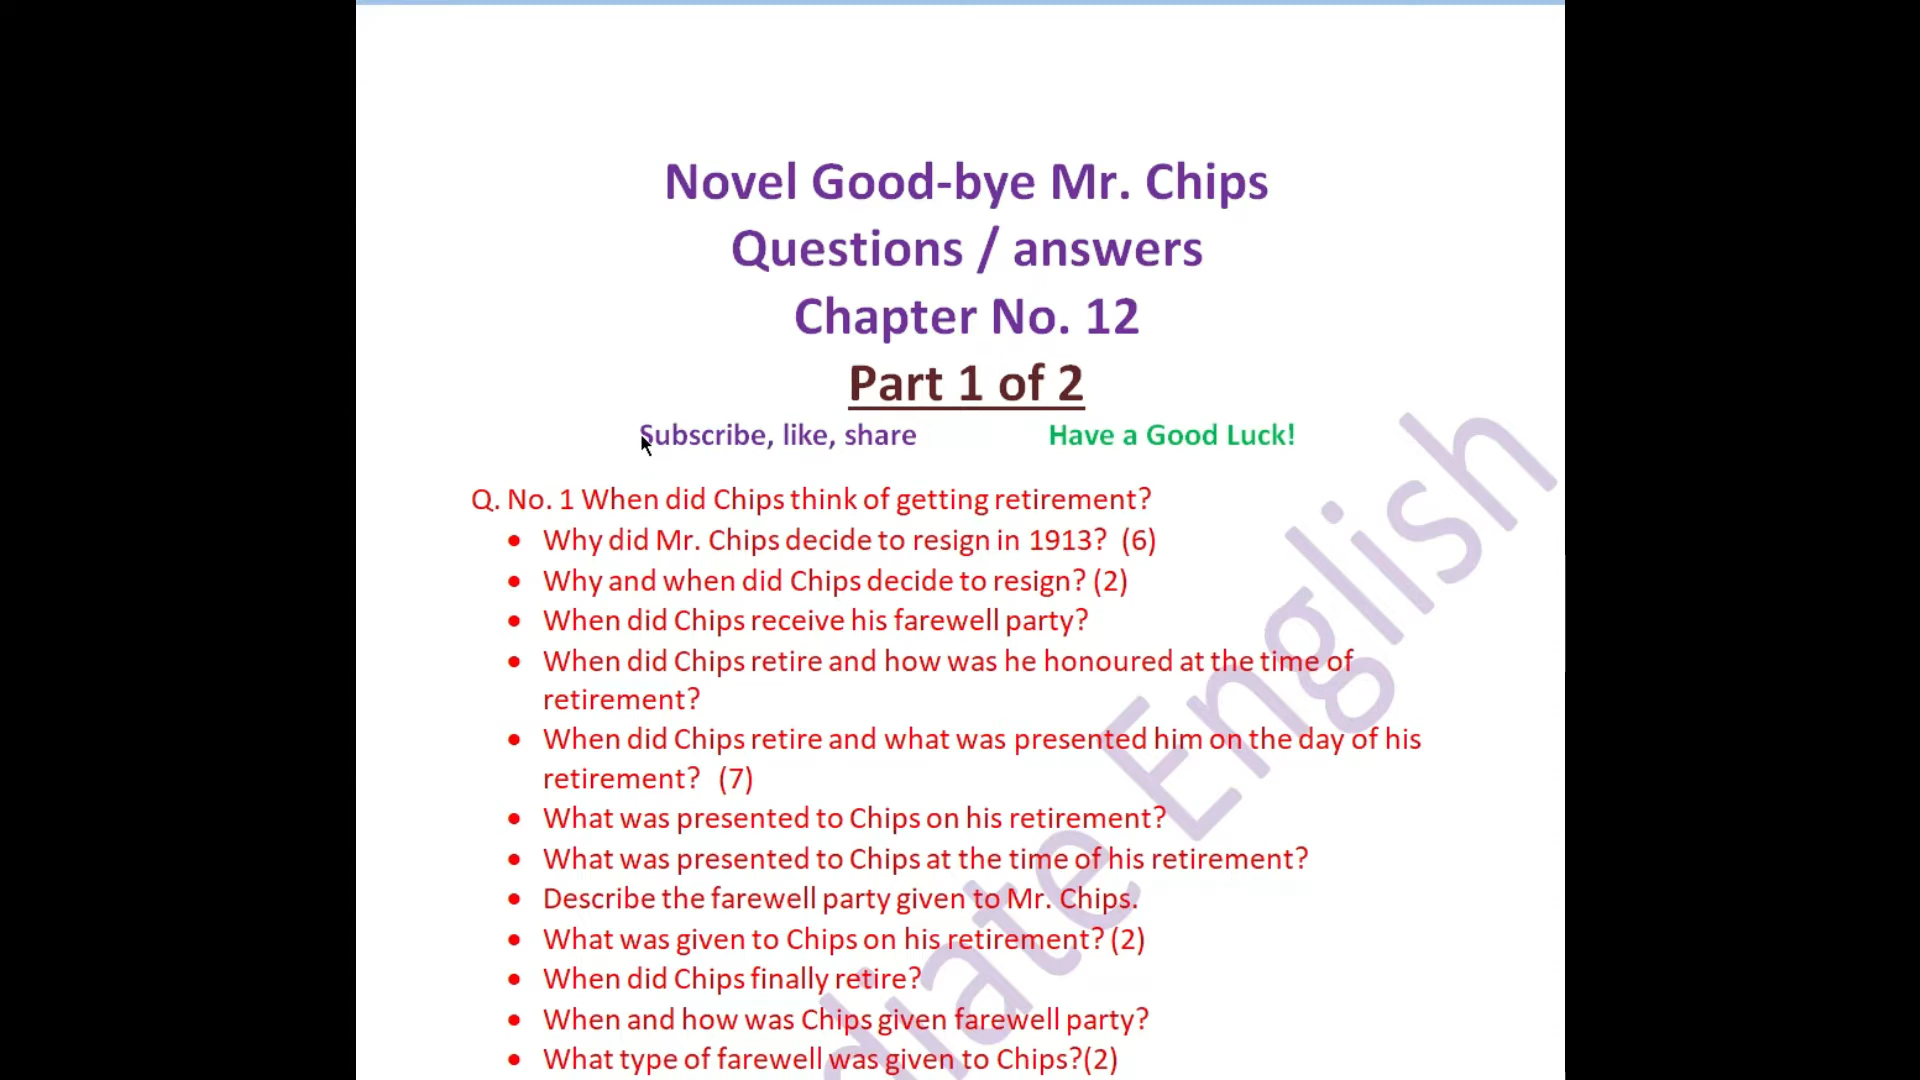 Novel Good-bye Mr. Chips
Questions / answers
Chapter No. 12
Part 1 of 2
Subscribe, like, share Have a Good Luck!
Q. No. 1 When did Chips think of getting retirement?
• Why did Mr. Chips decide to resign in 1913? (6)
• Why and when did Chips decide to resign? (2)
• When did Chips receive his farewell party?
• When did Chips retire and how was he honoured at the time of
retirement?
• When did Chips retire and what was presented him on the day of his
retirement? (7)
• What was presented to Chips on his retirement?
• What was presented to Chips at the time of his retirement?
• Describe the farewell party given to Mr. Chips.
• What was given to Chips on his retirement? (2)
• When did Chips finally retire?
• When and how was Chips given farewell party?
• What type of farewell was given to Chips?(2)
diate English